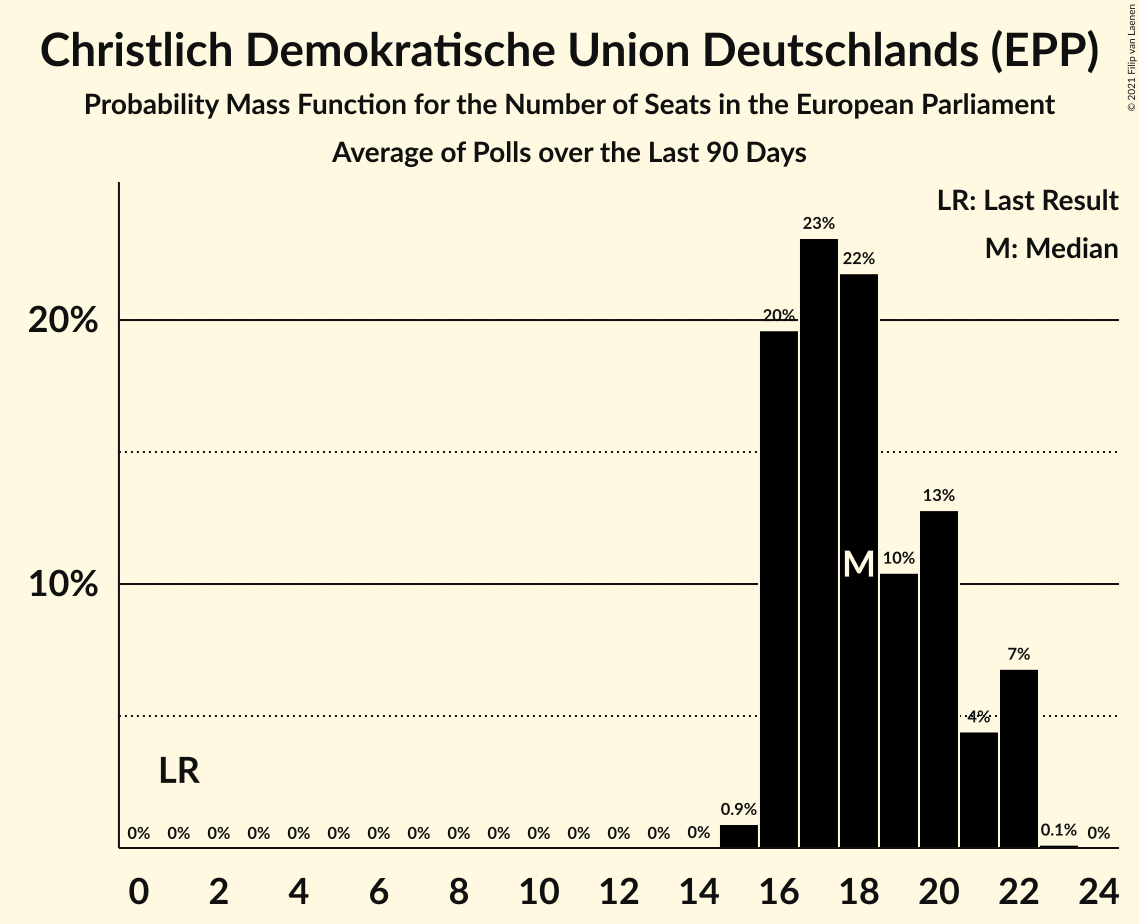 Christlich Demokratische Union Deutschlands (EPP)
Probability Mass Function for the Number of Seats in the European Parliament
Average of Polls over the Last 90 Days
© 2021 Filip van Laenen
LR: Last Result
M: Median
23%
22%
20%
20%
13%
M
10%
10%
7%
4%
LR
0.9%
0% 0% 0% 0% 0% 0% 0% 0% 0% 0% 0% 0% 0% 0% 0% 0.1% 0%
0 2 4 6 8 10 12 14 16 18 20 22 24